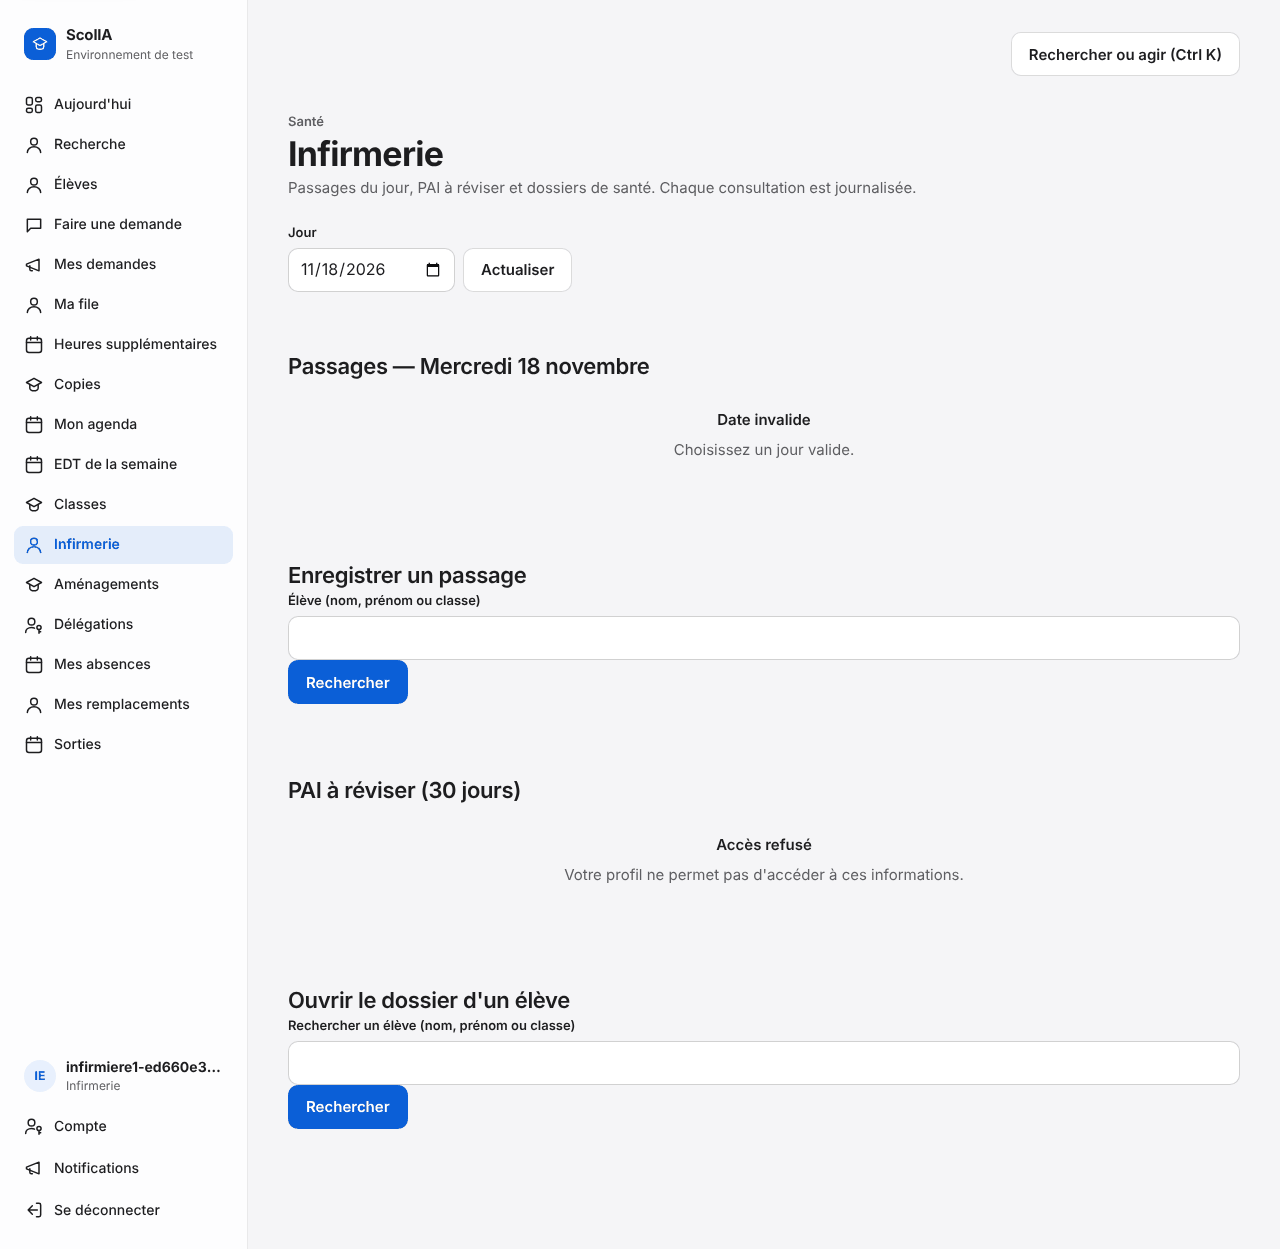 ScolIA
Environnement de test
Aujourd'hui
Recherche
Élèves
Faire une demande
Mes demandes
Ma file
Heures supplémentaires
Copies
Mon agenda
EDT de la semaine
Classes
Infirmerie
Aménagements
Délégations
Mes absences
Mes remplacements
Sorties
IE
infirmiere1-ed660e3...
Infirmerie
Compte
Notifications
Se déconnecter
Rechercher ou agir (Ctrl K)
Santé
Infirmerie
Passages du jour, PAI à réviser et dossiers de santé. Chaque consultation est journalisée.
Jour
11/18/2026
Actualiser
Passages — Mercredi 18 novembre
Date invalide
Choisissez un jour valide.
Enregistrer un passage
Élève (nom, prénom ou classe)
Rechercher
PAI à réviser (30 jours)
Accès refusé
Votre profil ne permet pas d'accéder à ces informations.
Ouvrir le dossier d'un élève
Rechercher un élève (nom, prénom ou classe)
Rechercher